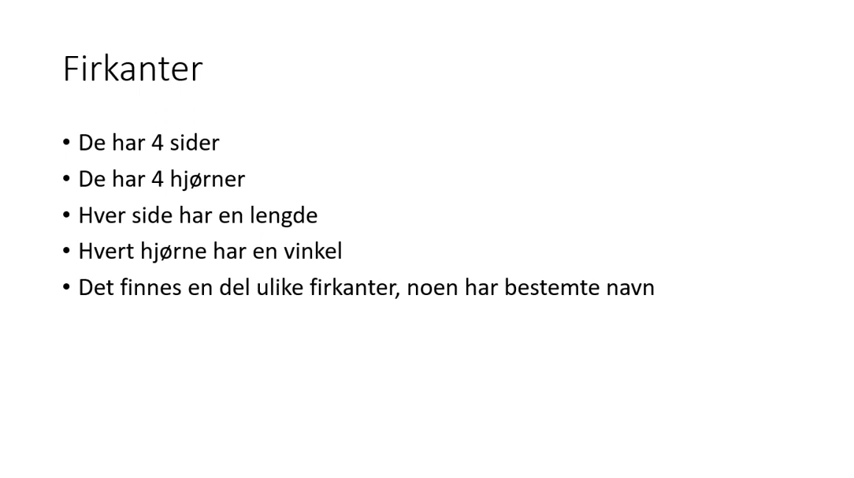 Firkanter
• De har 4 sider
• De har 4 hjørner
• Hver side har en lengde
• Hvert hjørne har en vinkel
• Det finnes en del ulike firkanter, noen har bestemte navn